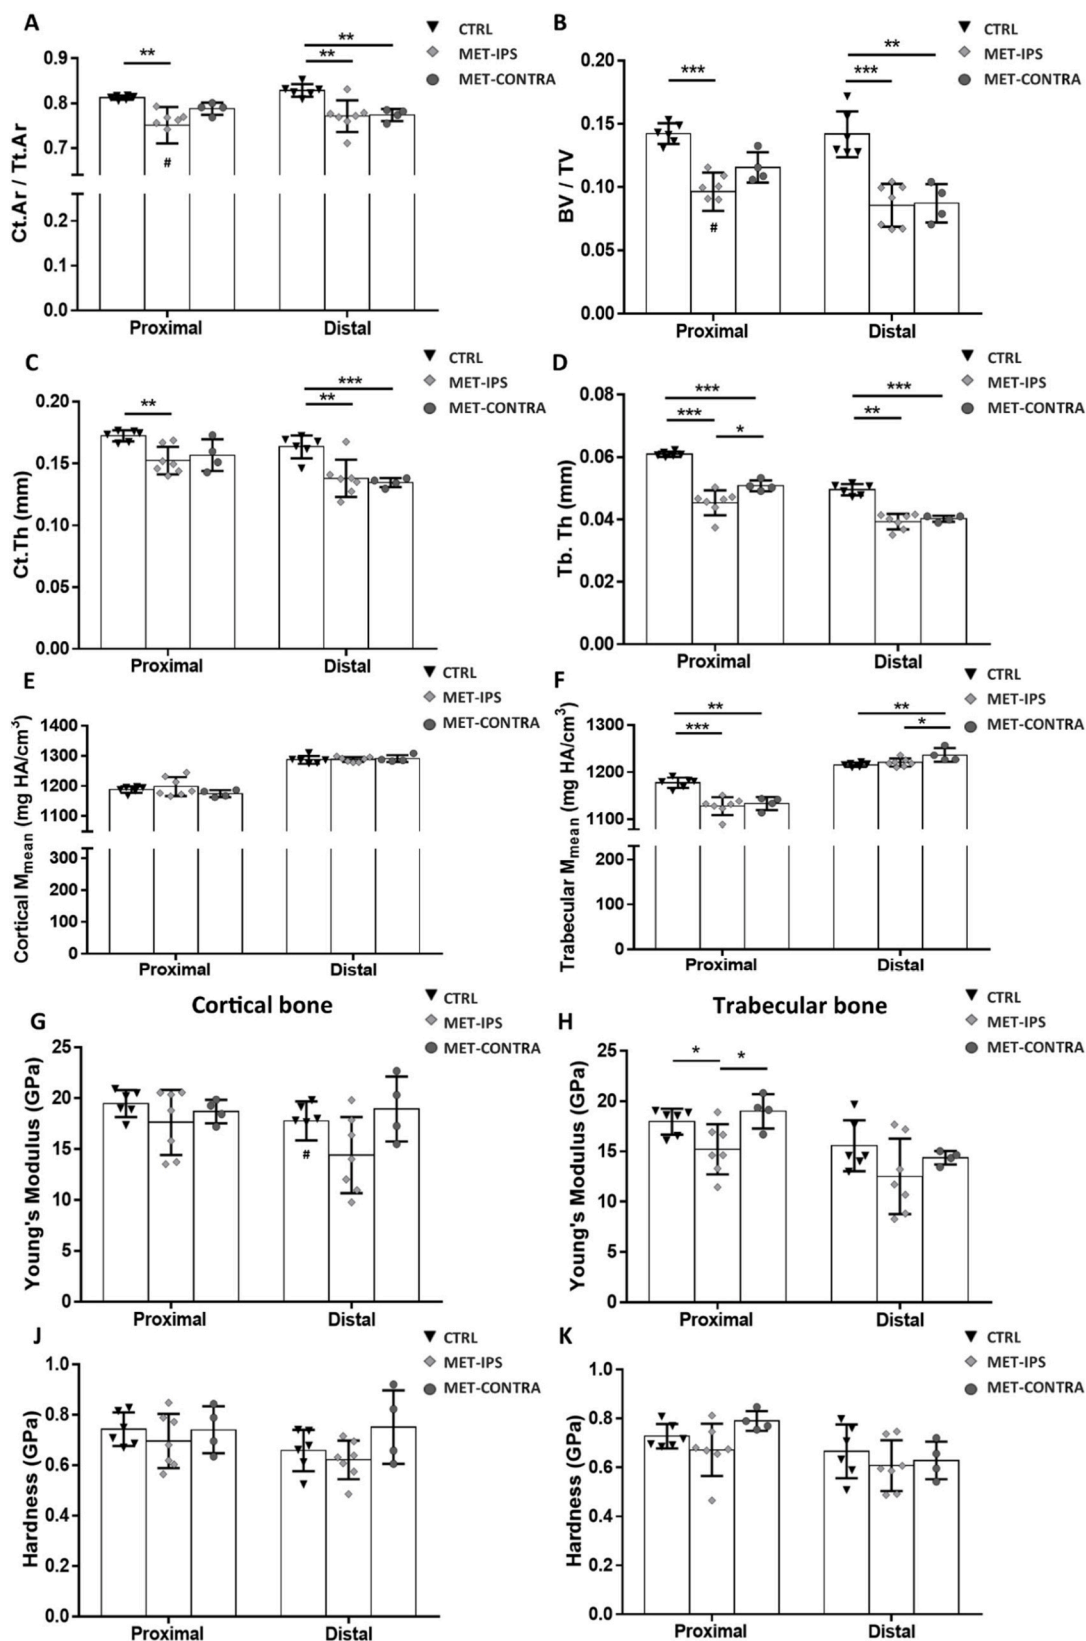 A
CTRL
MET-IPS
MET-CONTRA
Ct.Ar / Tt.Ar
0.9
0.8
0.7
0.2
0.1
0.0
**
**
**
#
Proximal
Distal
B
CTRL
MET-IPS
MET-CONTRA
BV / TV
0.20
0.15
0.10
0.05
0.00
***
**
***
#
Proximal
Distal
C
CTRL
MET-IPS
MET-CONTRA
Ct.Th (mm)
0.20
0.15
0.10
0.05
0.00
**
***
**
Proximal
Distal
D
CTRL
MET-IPS
MET-CONTRA
Tb. Th (mm)
0.08
0.06
0.04
0.02
0.00
***
***
*
***
**
Proximal
Distal
E
CTRL
MET-IPS
MET-CONTRA
Cortical Mmean (mg HA/cm3)
1400
1300
1200
1100
300
200
100
0
Proximal
Distal
F
CTRL
MET-IPS
MET-CONTRA
Trabecular Mmean (mg HA/cm3)
1300
1200
1100
200
100
0
**
***
**
*
Proximal
Distal
Cortical bone
G
CTRL
MET-IPS
MET-CONTRA
Young's Modulus (GPa)
25
20
15
10
5
0
#
Proximal
Distal
Trabecular bone
H
CTRL
MET-IPS
MET-CONTRA
Young's Modulus (GPa)
25
20
15
10
5
0
*
*
Proximal
Distal
J
CTRL
MET-IPS
MET-CONTRA
Hardness (GPa)
1.0
0.8
0.6
0.4
0.2
0.0
Proximal
Distal
K
CTRL
MET-IPS
MET-CONTRA
Hardness (GPa)
1.0
0.8
0.6
0.4
0.2
0.0
Proximal
Distal